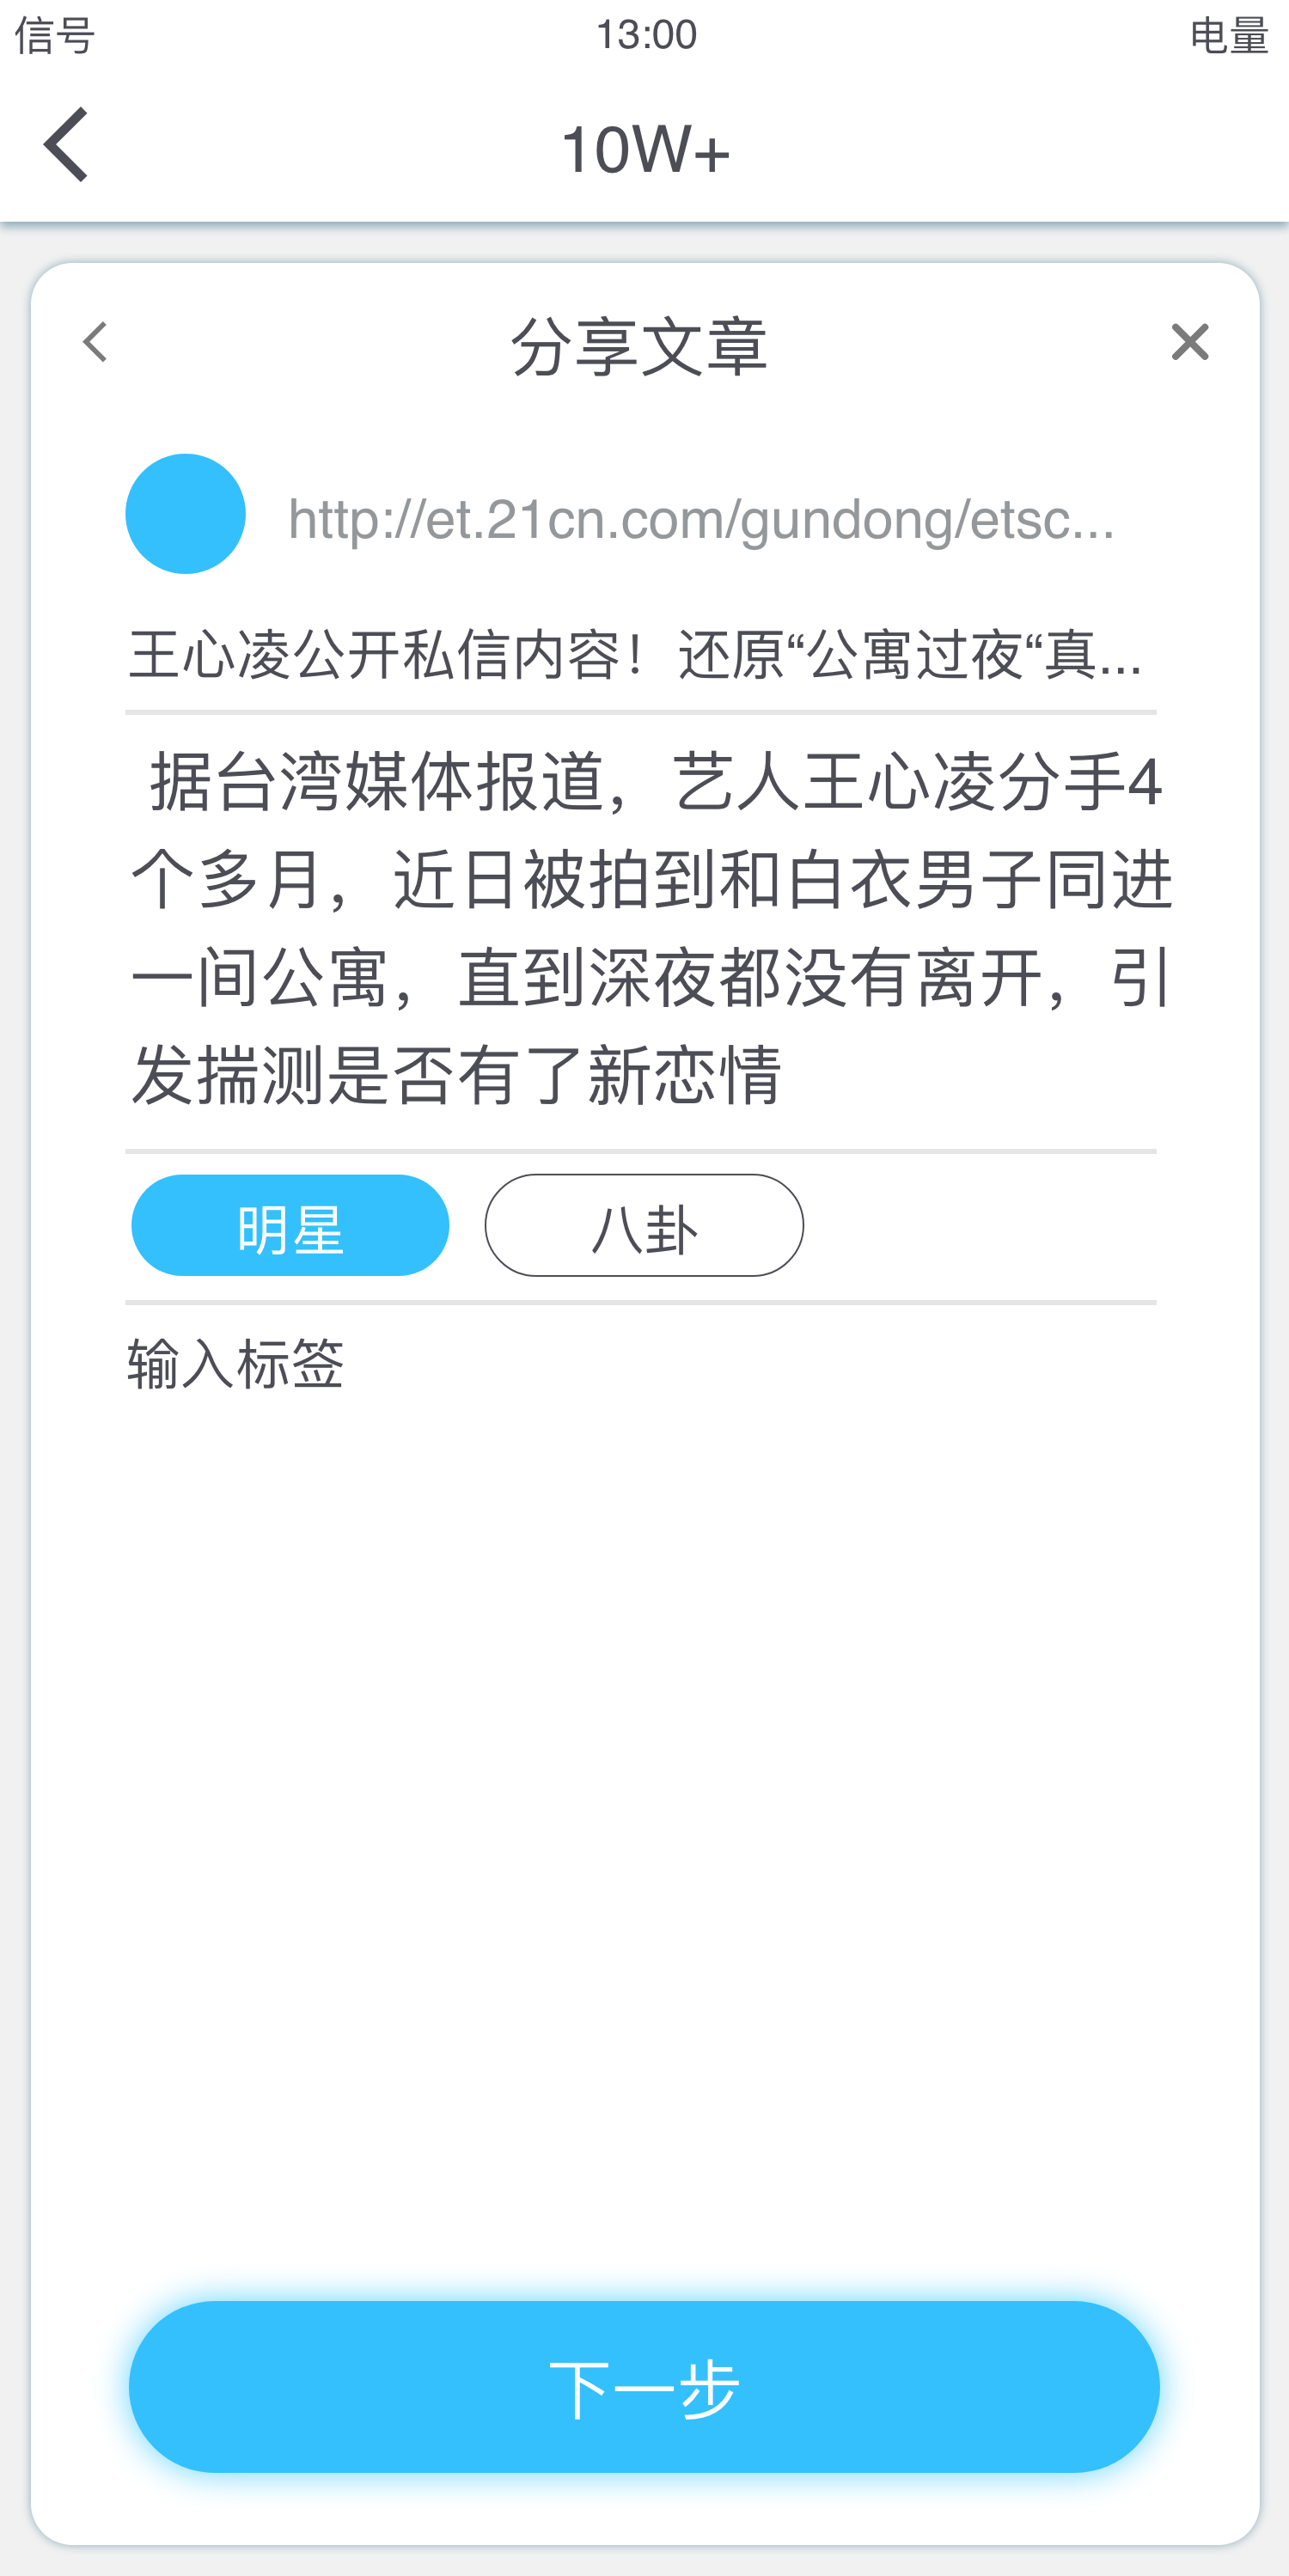 信号 13:00 电量
10W+
分享文章
http://et.21cn.com/gundong/etsc...
王心凌公开私信内容！还原“公寓过夜“真...
据台湾媒体报道，艺人王心凌分手4
个多月，近日被拍到和白衣男子同进
一间公寓，直到深夜都没有离开，引
发揣测是否有了新恋情
明星 八卦
输入标签
下一步